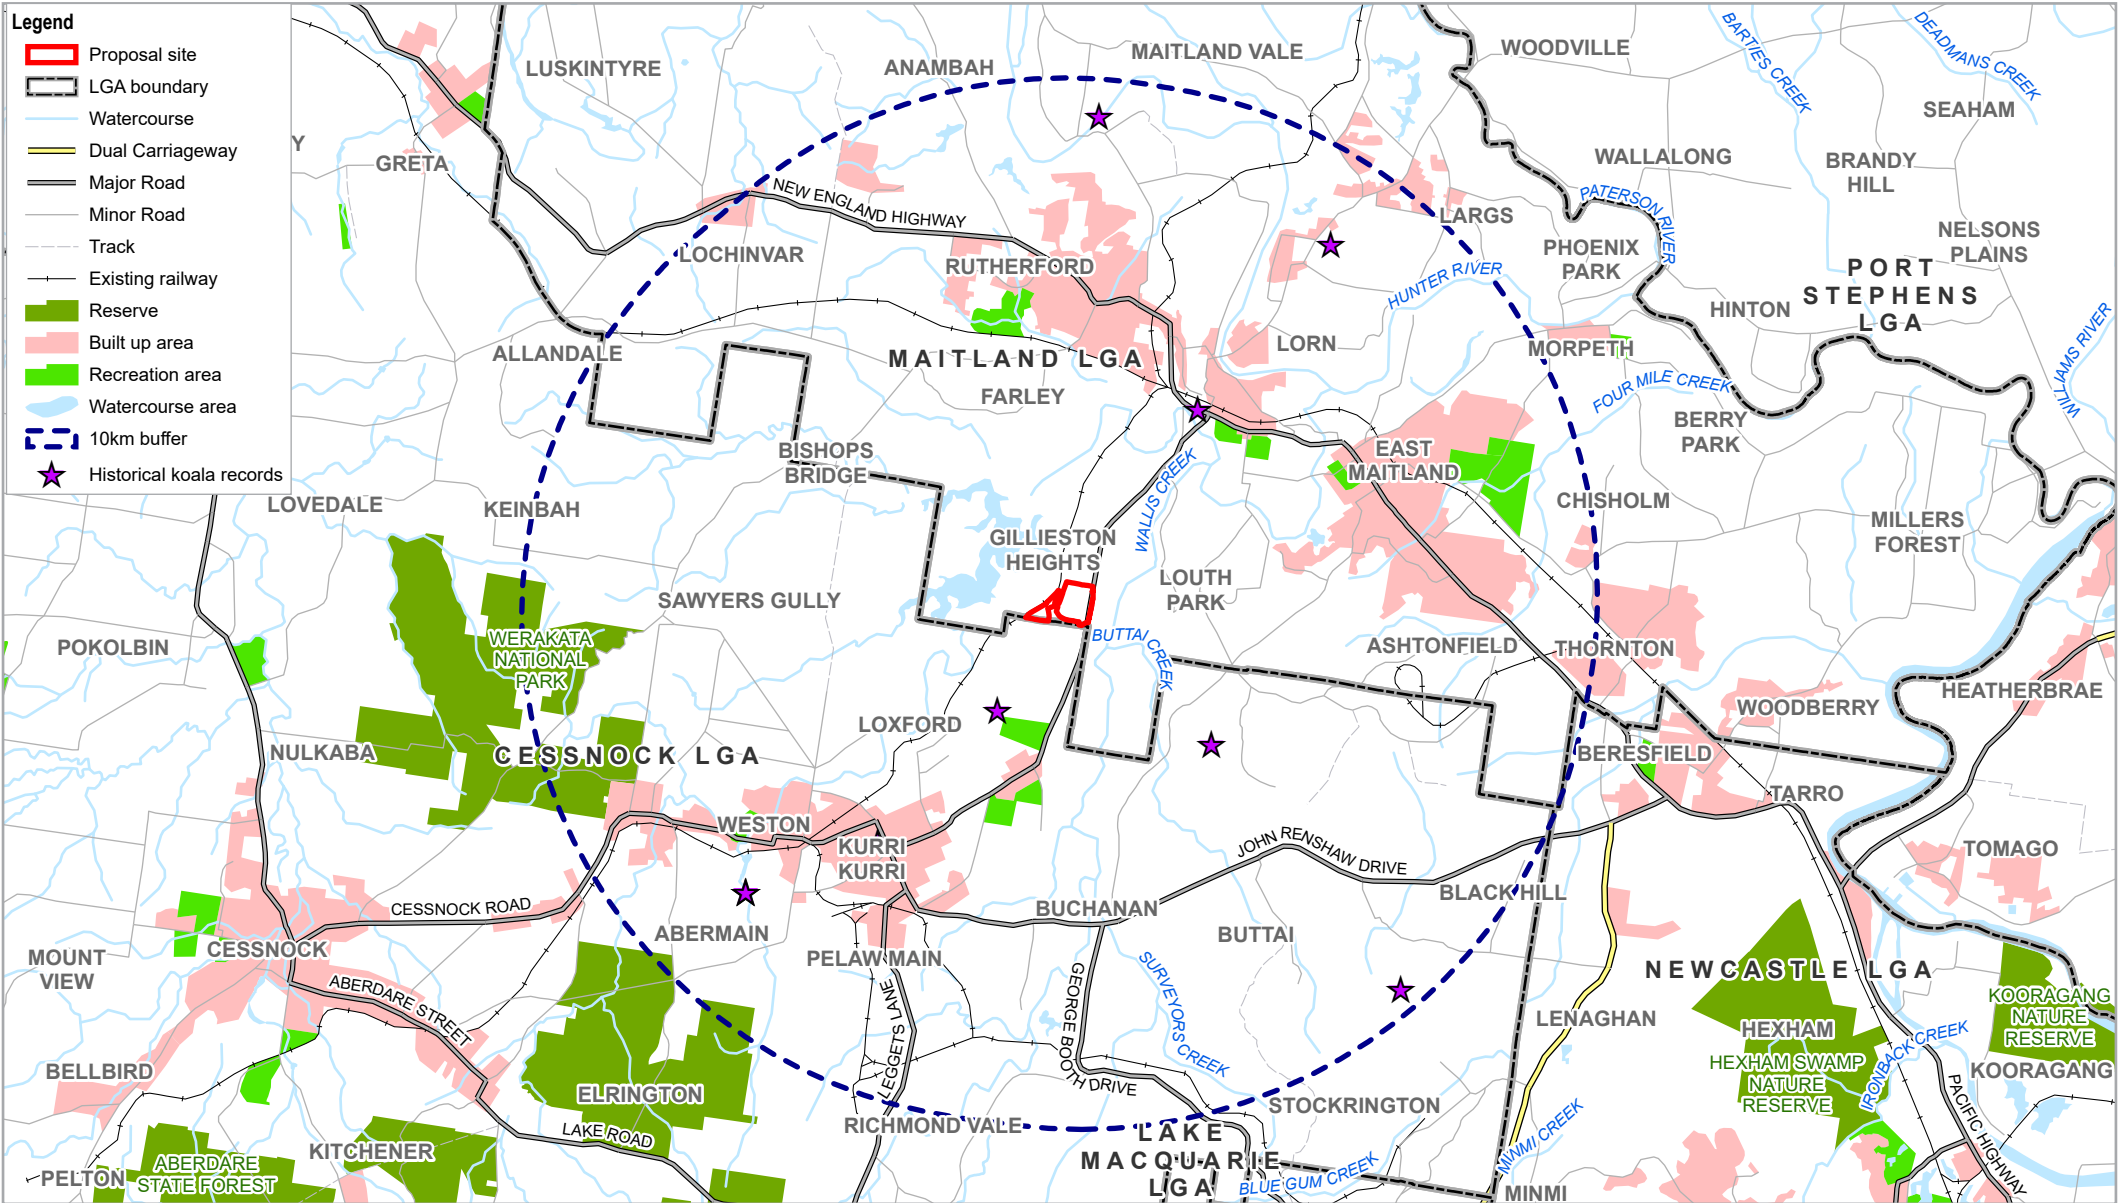 Legend
Proposal site
LGA boundary
Watercourse
Dual Carriageway
Major Road
Minor Road
Track
Existing railway
Reserve
Built up area
Recreation area
Watercourse area
10km buffer
Historical koala records
Y
GRETA
LUSKINTYRE
ANAMBAH
MAITLAND VALE
WOODVILLE
BARTIES CREEK
DEADMANS CREEK
SEAHAM
WALLALONG
BRANDY
HILL
PATERSON RIVER
LARGS
NEW ENGLAND HIGHWAY
LOCHINVAR
RUTHERFORD
HUNTER RIVER
PHOENIX
PARK
NELSONS
PLAINS
PORT
STEPHENS
LGA
HINTON
WILLIAMS RIVER
ALLANDALE
MAITLAND LGA
FARLEY
LORN
MORPETH
FOUR MILE CREEK
BERRY
PARK
BISHOPS
BRIDGE
EAST
MAITLAND
WALLIS CREEK
CHISHOLM
LOVEDALE
KEINBAH
GILLIESTON
HEIGHTS
MILLERS
FOREST
LOUTH
PARK
SAWYERS GULLY
POKOLBIN
WERAKATA
NATIONAL
PARK
BUTTAI CREEK
ASHTONFIELD
THORNTON
HEATHERBRAE
WOODBERRY
LOXFORD
NULKABA
CESSNOCK LGA
BERESFIELD
TARRO
WESTON
KURRI
KURRI
JOHN RENSHAW DRIVE
TOMAGO
BLACK HILL
CESSNOCK ROAD
BUCHANAN
ABERMAIN
BUTTAI
CESSNOCK
PELAW MAIN
MOUNT
VIEW
ABERDARE STREET
LEGGETS LANE
GEORGE BOOTH DRIVE
SURVEYORS CREEK
NEWCASTLE LGA
LENAGHAN
HEXHAM
KOORAGANG
NATURE
RESERVE
HEXHAM SWAMP
NATURE
RESERVE
IRONBACK CREEK
KOORAGANG
PACIFIC HIGHWAY
BELLBIRD
ELRINGTON
RICHMOND VALE
STOCKRINGTON
LAKE
MACQUARIE
LGA
LAKE ROAD
KITCHENER
PELTON
ABERDARE
STATE FOREST
BLUE GUM CREEK
MINMI CREEK
MINMI